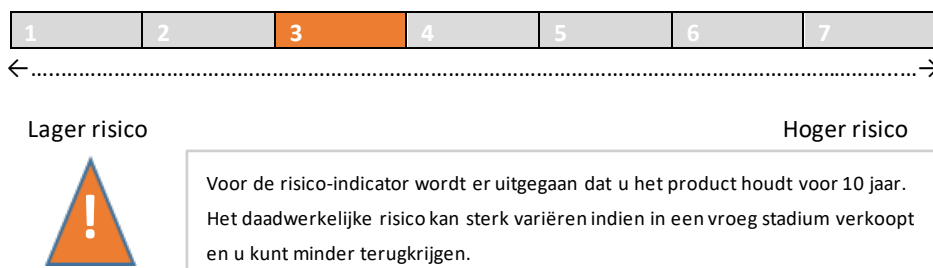 1 2 3 4 5 6 7
Lager risico Hoger risico
!
Voor de risico-indicator wordt er uitgegaan dat u het product houdt voor 10 jaar.
Het daadwerkelijke risico kan sterk variëren indien in een vroeg stadium verkoopt
en u kunt minder terugkrijgen.